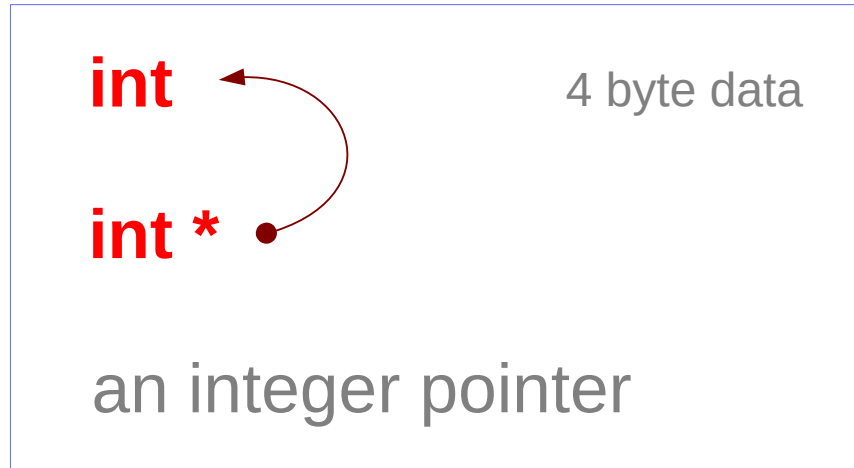 int 4 byte data
int *
an integer pointer